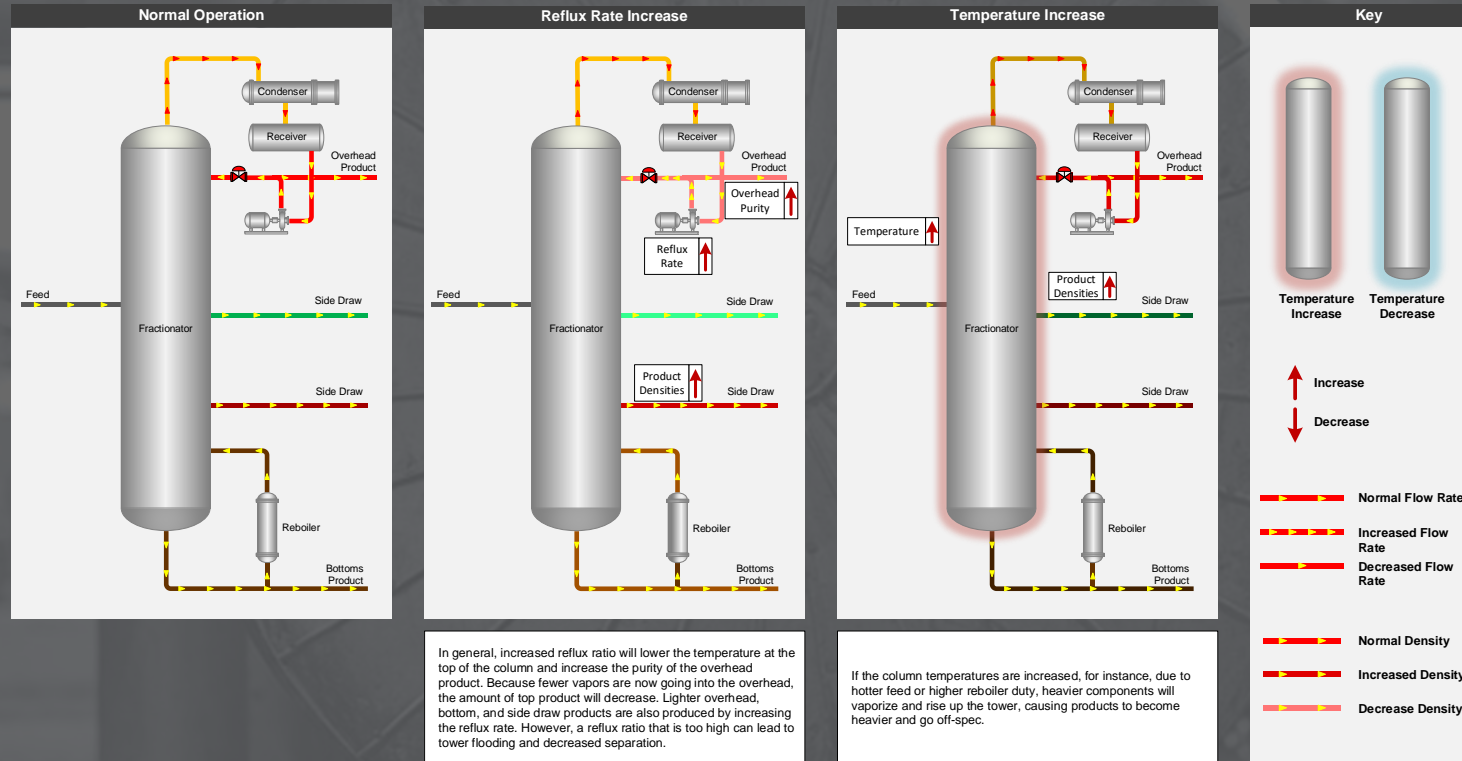 Normal Operation
Condenser
Receiver
Overhead
Product
Feed
Side Draw
Fractionator
Side Draw
Reboiler
Bottoms
Product
Reflux Rate Increase
Condenser
Receiver
Overhead
Product
Overhead
Purity
Reflux
Rate
Feed
Side Draw
Fractionator
Product
Densities
Side Draw
Reboiler
Bottoms
Product
In general, increased reflux ratio will lower the temperature at the
top of the column and increase the purity of the overhead
product. Because fewer vapors are now going into the overhead,
the amount of top product will decrease. Lighter overhead,
bottom, and side draw products are also produced by increasing
the reflux rate. However, a reflux ratio that is too high can lead to
tower flooding and decreased separation.
Temperature Increase
Condenser
Receiver
Overhead
Product
Temperature
Product
Densities
Feed
Side Draw
Fractionator
Side Draw
Reboiler
Bottoms
Product
If the column temperatures are increased, for instance, due to
hotter feed or higher reboiler duty, heavier components will
vaporize and rise up the tower, causing products to become
heavier and go off-spec.
Key
Temperature
Increase
Temperature
Decrease
Increase
Decrease
Normal Flow Rate
Increased Flow
Rate
Decreased Flow
Rate
Normal Density
Increased Density
Decrease Density